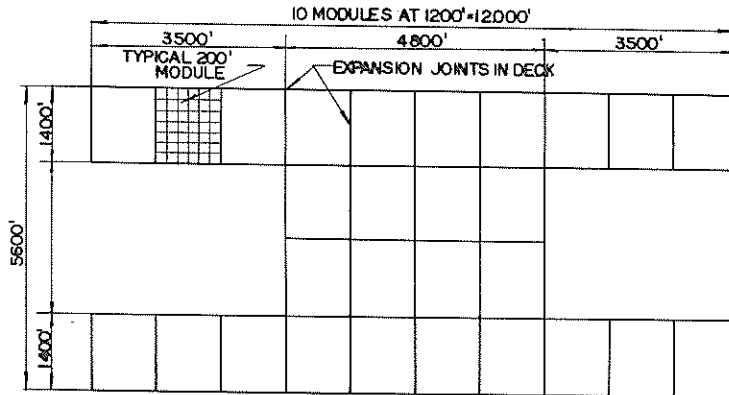 10 MODULES AT 1200'=12,000'
3500'
4800'
3500'
TYPICAL 200'
MODULE
EXPANSION JOINTS IN DECK
1400'
5600'
1400'